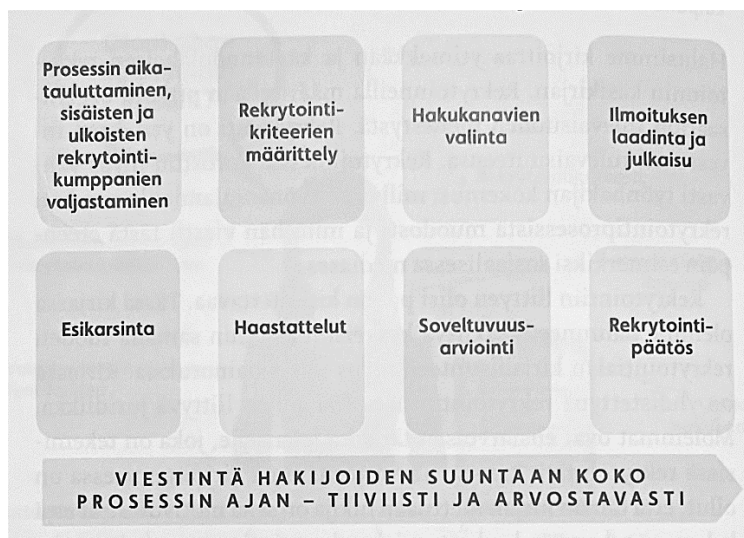 Prosessin aika-
tauluttaminen,
sisäisten ja
ulkoisten
rekrytointi-
kumppanien
valjastaminen
Rekrytointi-
kriteerien
määrittely
Hakukanavien
valinta
Ilmoituksen
laadinta ja
julkaisu
Esikarsinta
Haastattelut
Soveltuvuus-
arviointi
Rekrytointi-
päätös
VIESTINTÄ HAKIJOIDEN SUUNTAAN KOKO
PROSESSIN AJAN – TIIVIISTI JA ARVOSTAVASTI